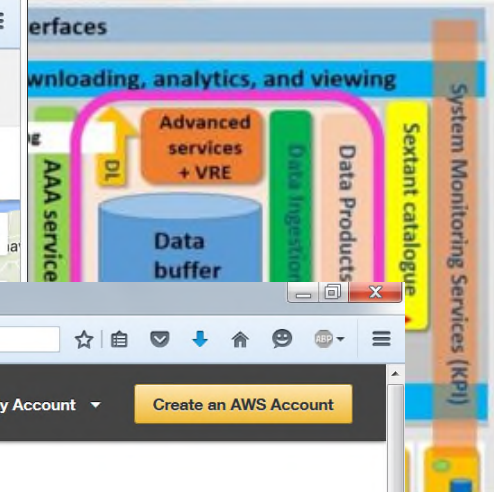 erfaces
wnloading, analytics, and viewing
Advanced
services
+ VRE
DL
AAA service
Data
buffer
Data Ingestion
Data Products
Sextant catalogue
System Monitoring Services (KPI)
ABP
y Account
Create an AWS Account